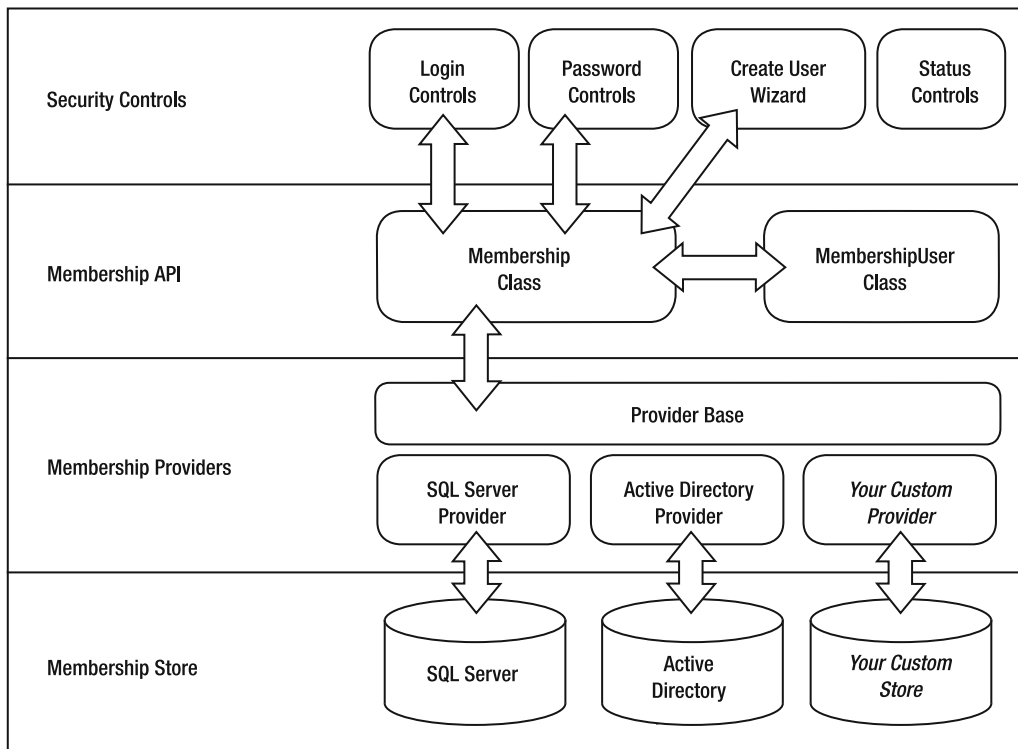 Security Controls
Login
Controls
Password
Controls
Create User
Wizard
Status
Controls
Membership API
Membership
Class
MembershipUser
Class
Membership Providers
Provider Base
SQL Server
Provider
Active Directory
Provider
Your Custom
Provider
Membership Store
SQL Server
Active
Directory
Your Custom
Store